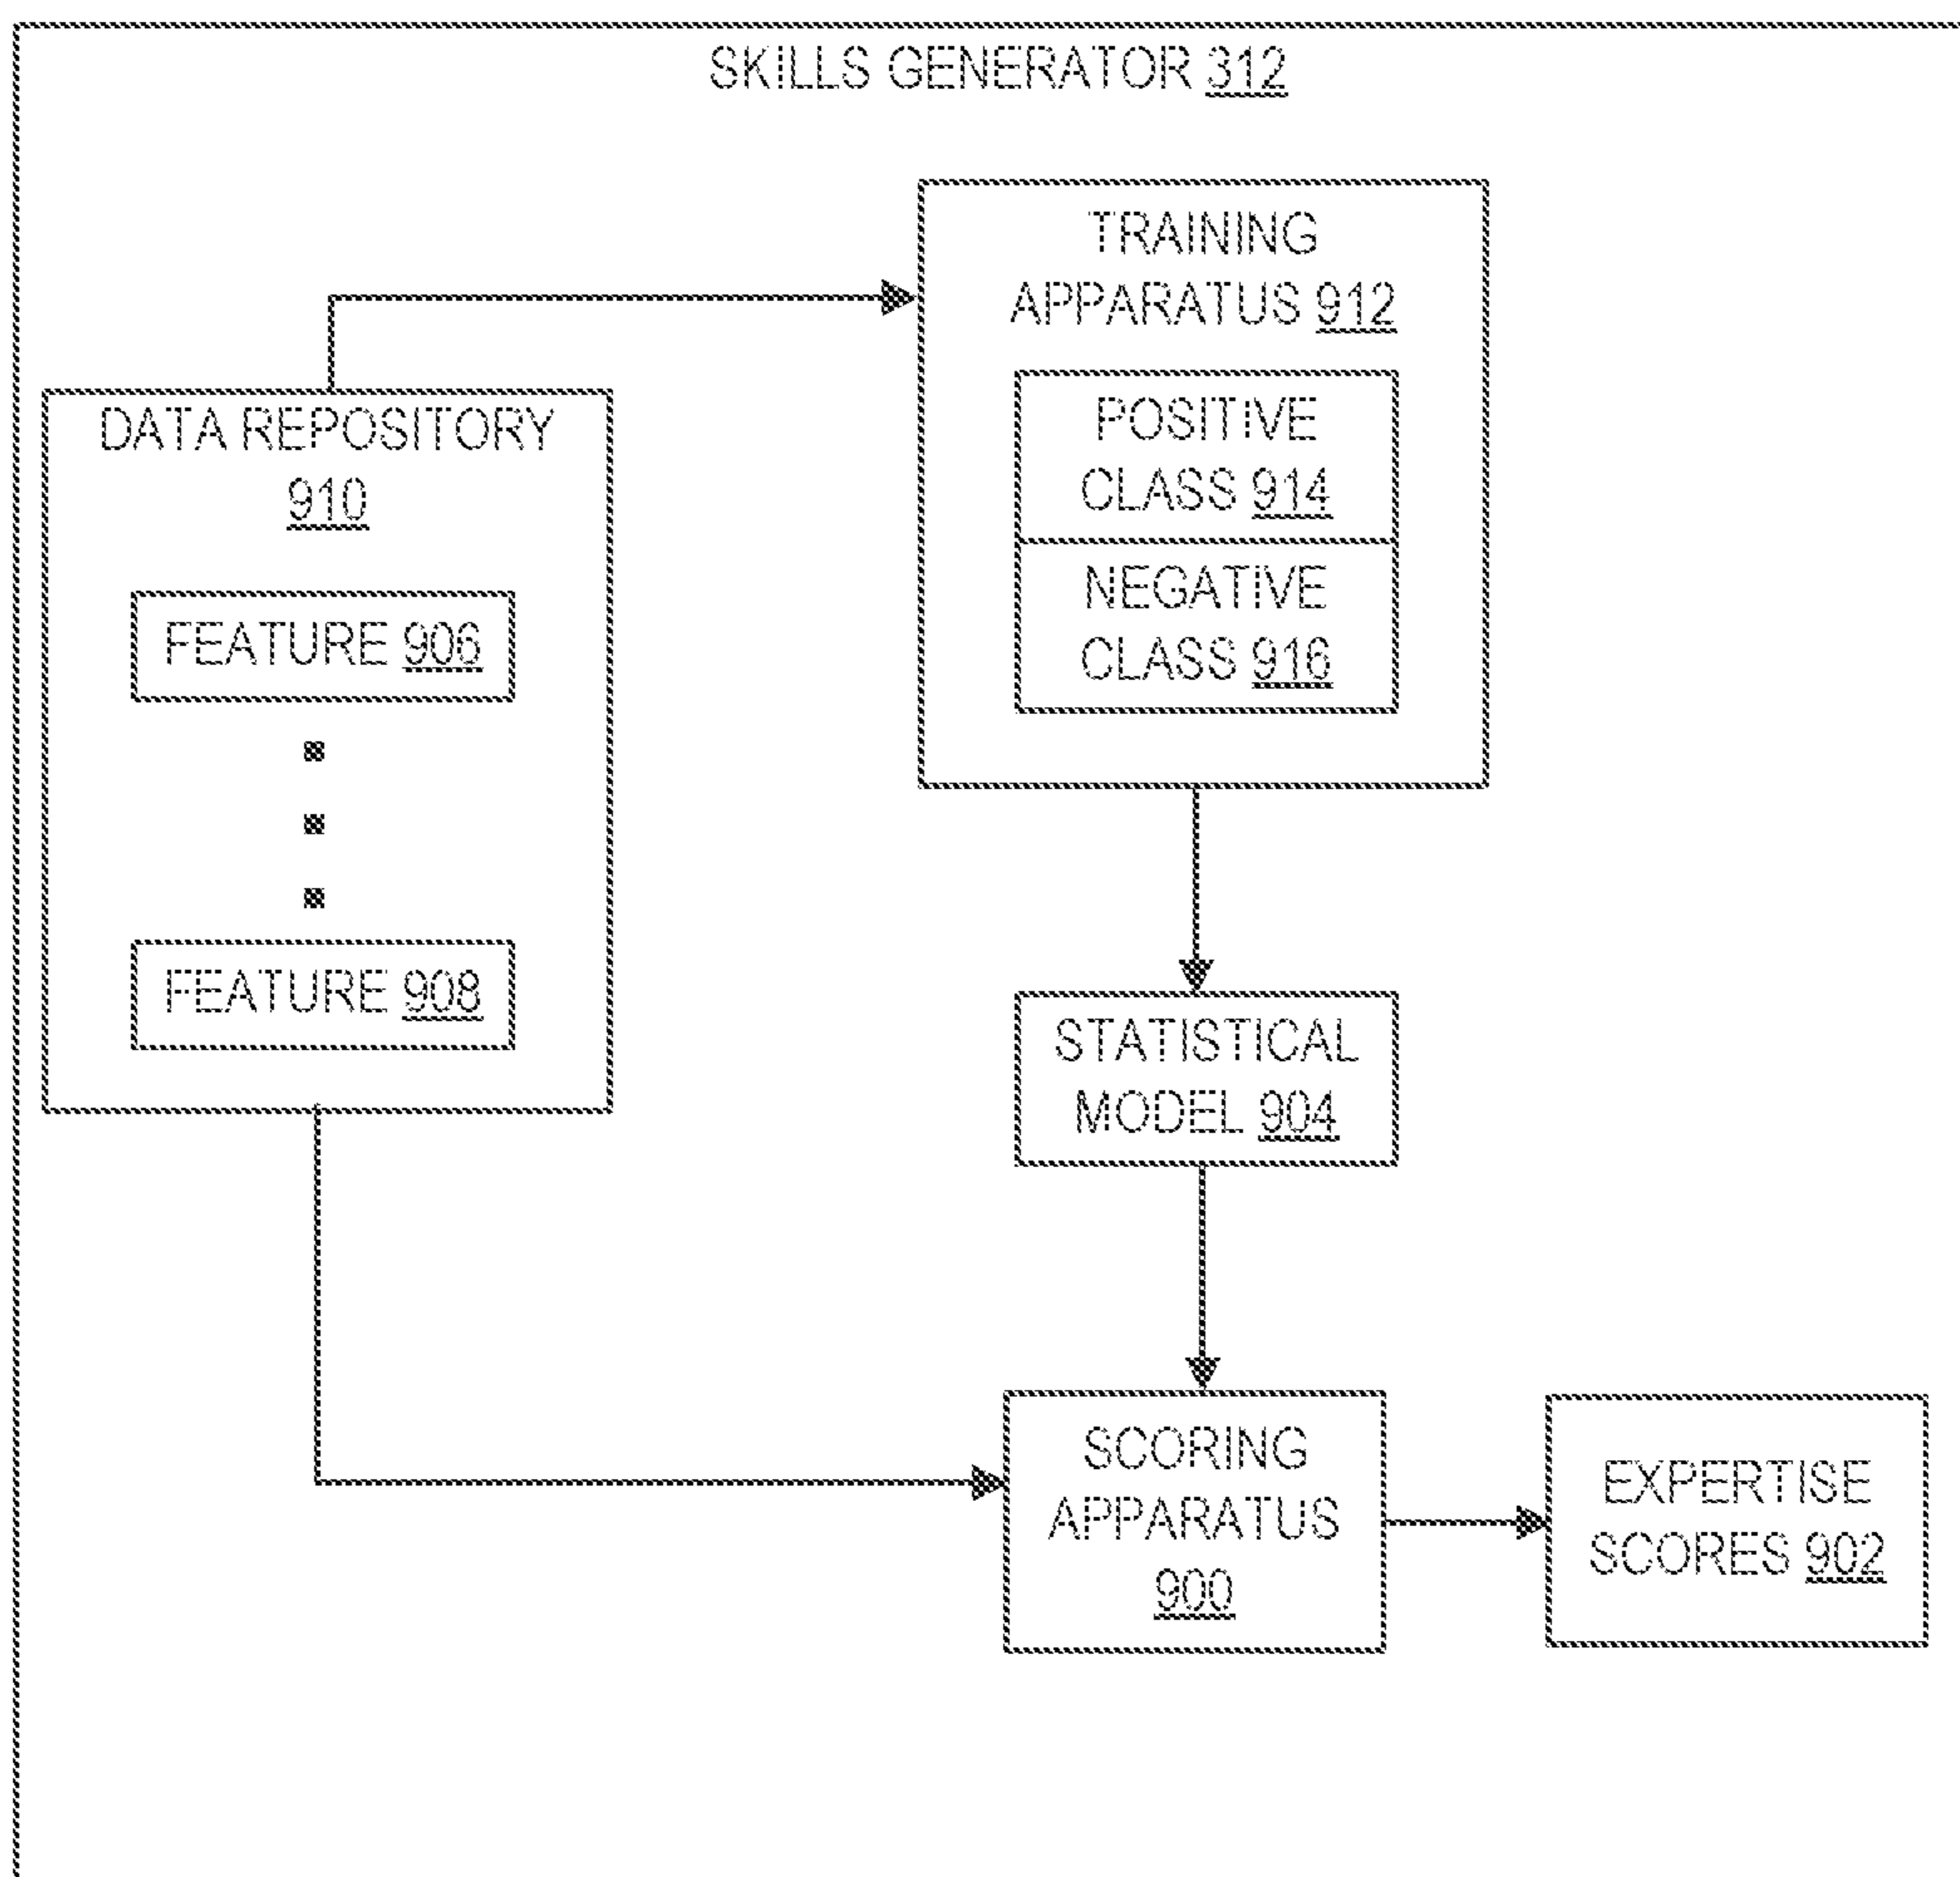 SKILLS GENERATOR 312
TRAINING
APPARATUS 912
POSITIVE
CLASS 914
NEGATIVE
CLASS 916
DATA REPOSITORY
910
FEATURE 906
FEATURE 908
STATISTICAL
MODEL 904
SCORING
APPARATUS
900
EXPERTISE
SCORES 902